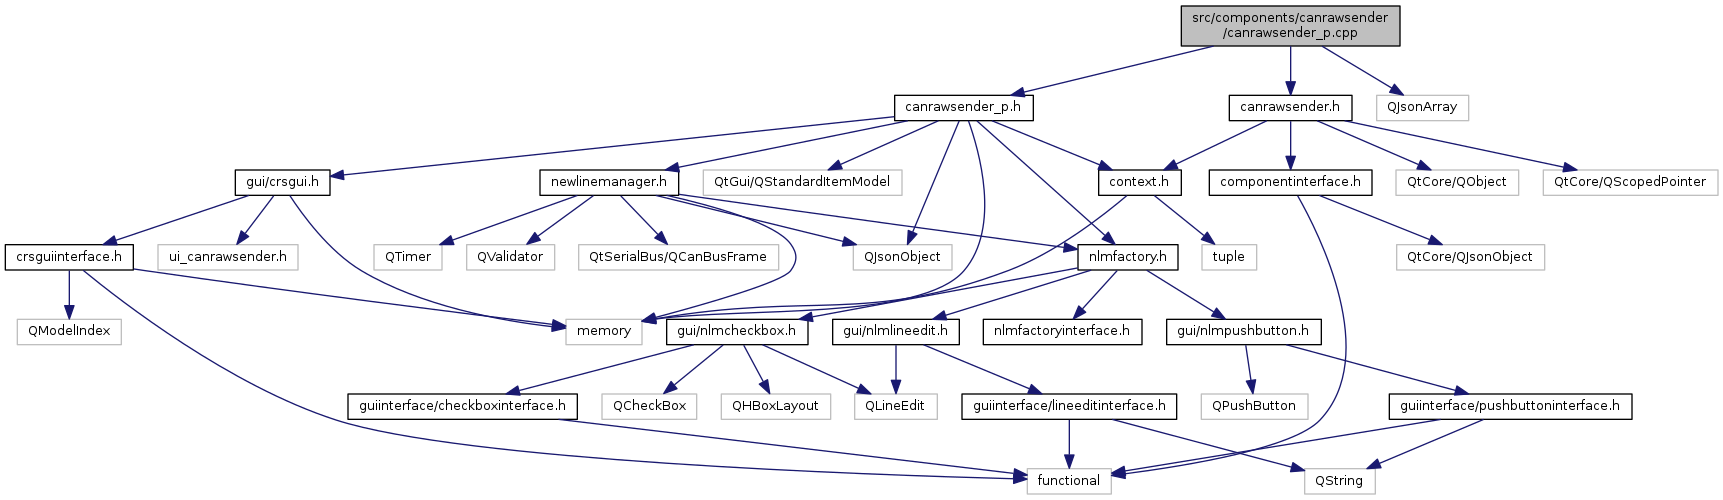 src/components/canrawsender
/canrawsender_p.cpp
canrawsender_p.h
canrawsender.h
QJsonArray
gui/crsgui.h
newlinemanager.h
QtGui/QStandardItemModel
context.h
componentinterface.h
QtCore/QObject
QtCore/QScopedPointer
crsguiinterface.h
ui_canrawsender.h
QTimer
QValidator
QtSerialBus/QCanBusFrame
QJsonObject
nlmfactory.h
tuple
QtCore/QJsonObject
QModelIndex
memory
gui/nlmcheckbox.h
gui/nlmlineedit.h
nlmfactoryinterface.h
gui/nlmpushbutton.h
guiinterface/checkboxinterface.h
QCheckBox
QHBoxLayout
QLineEdit
guiinterface/lineeditinterface.h
QPushButton
guiinterface/pushbuttoninterface.h
functional
QString